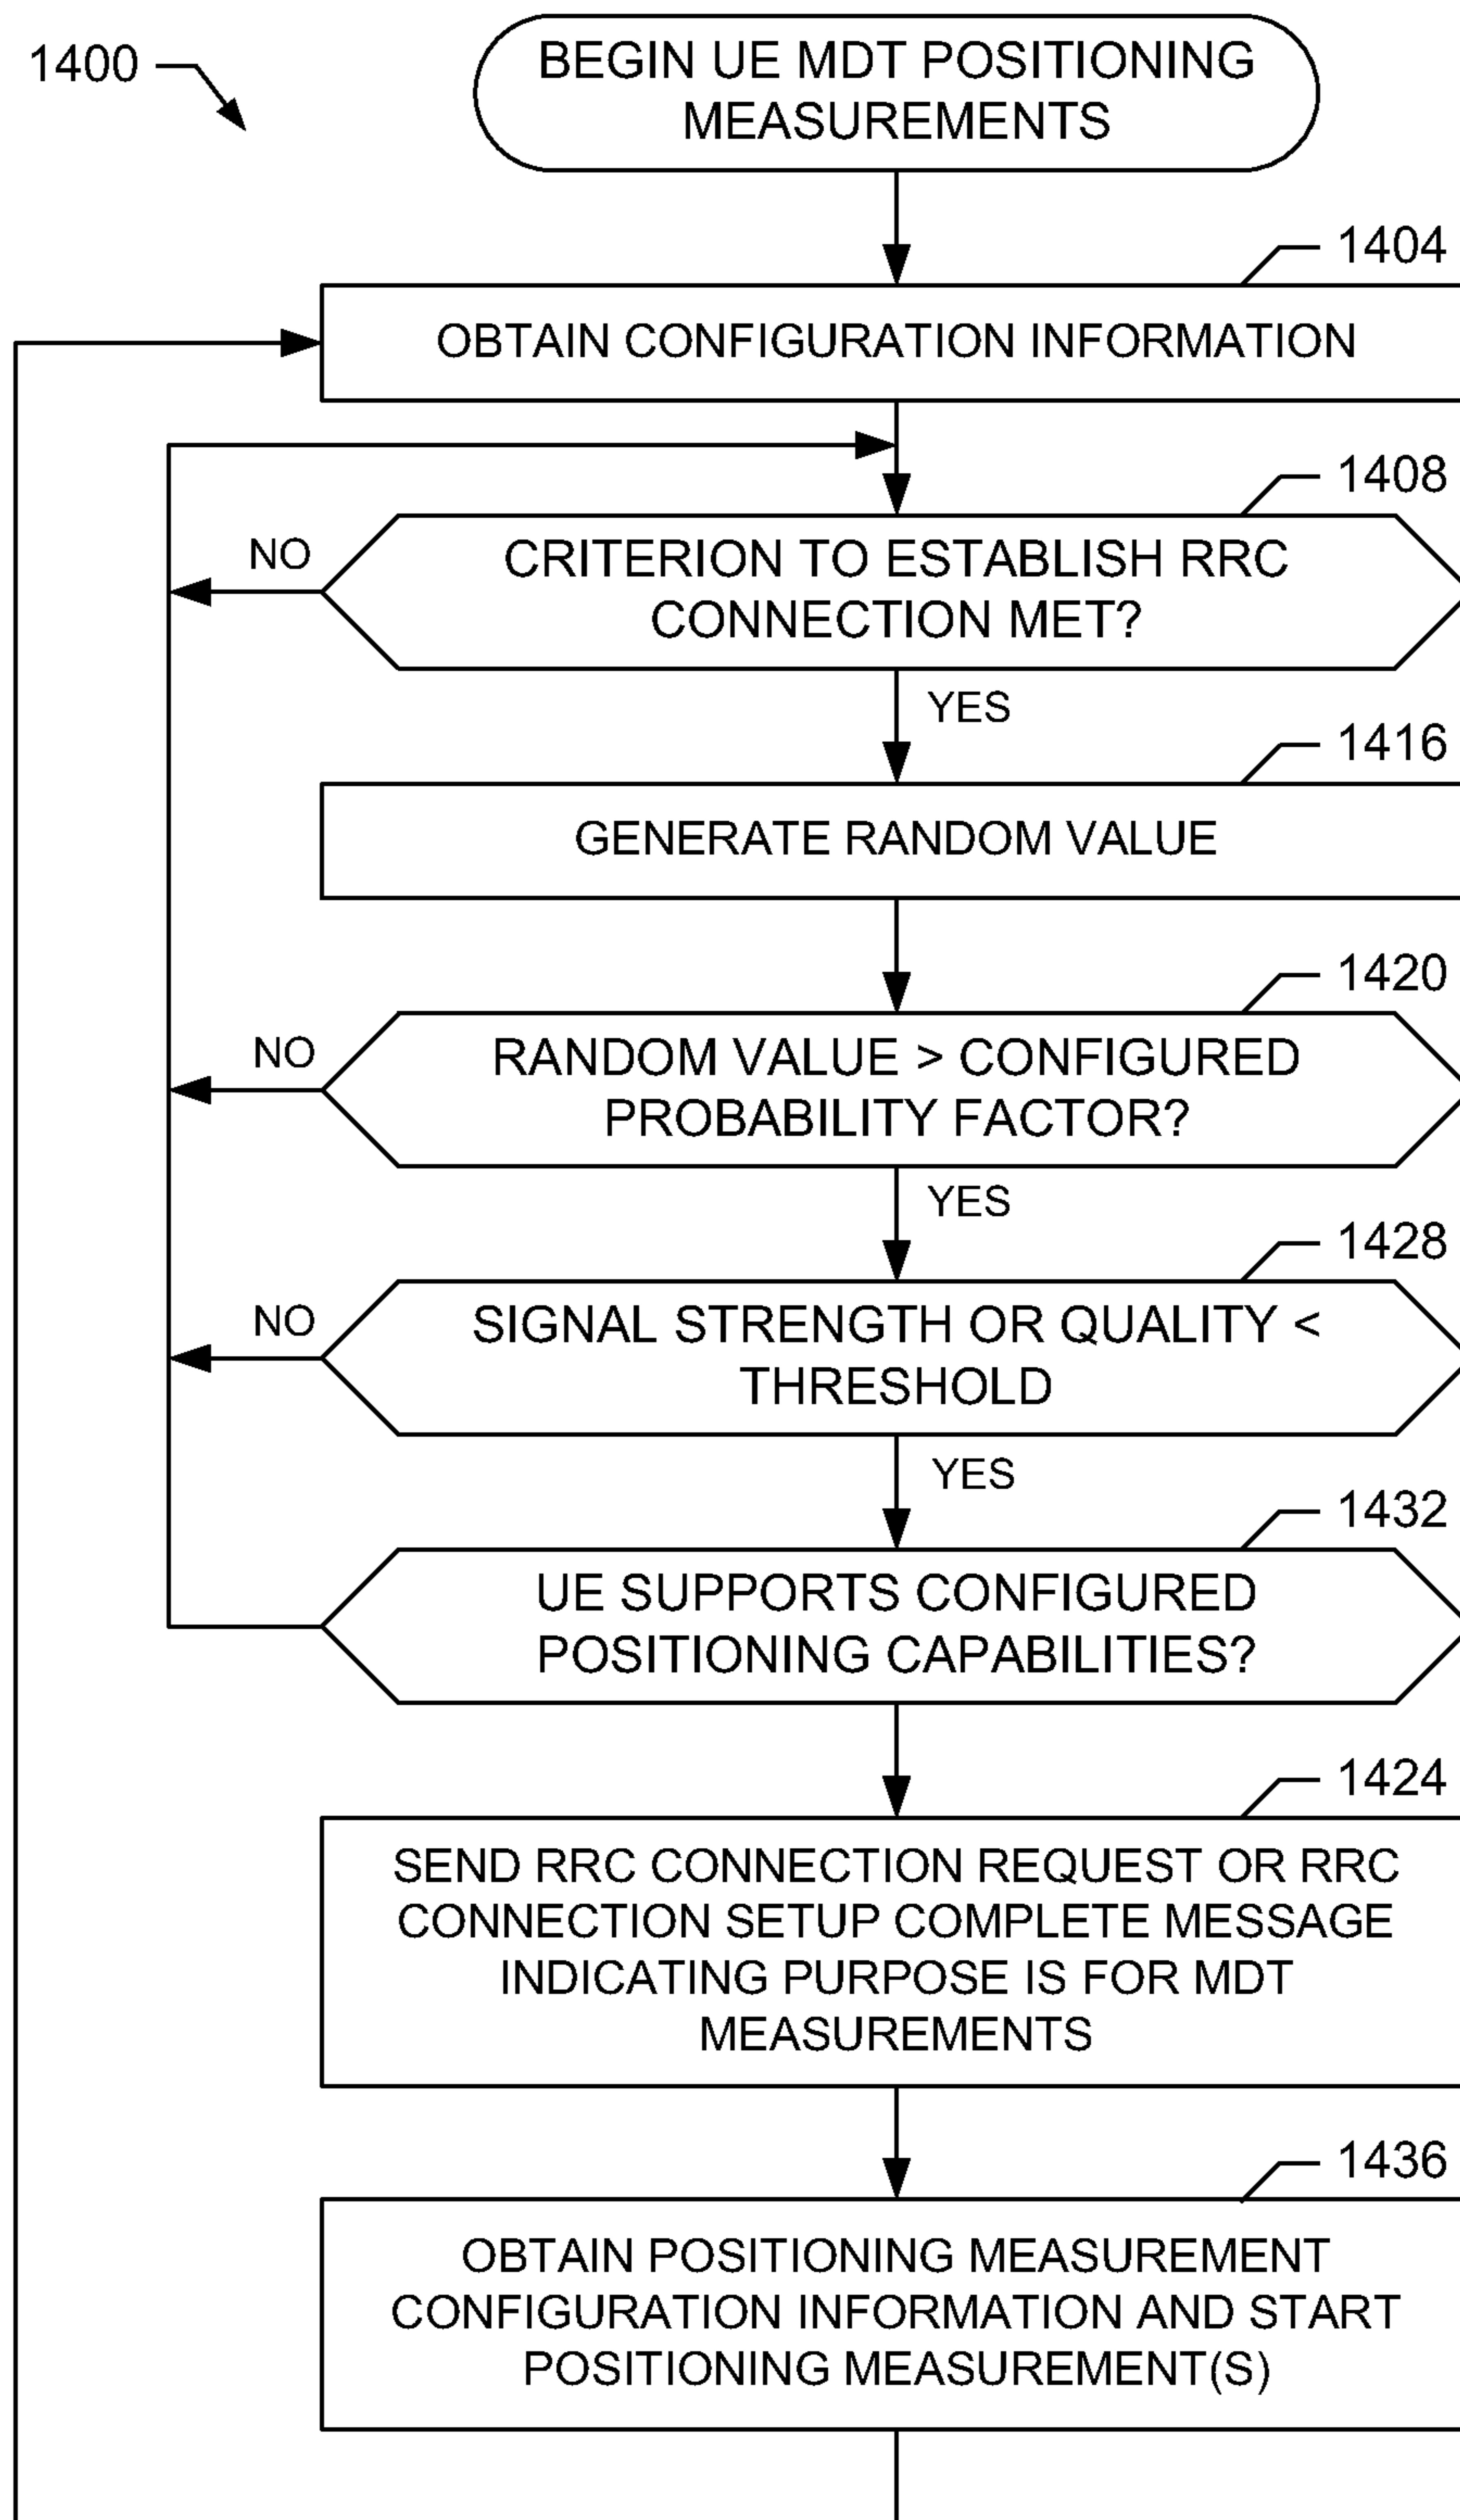 1400
BEGIN UE MDT POSITIONING
MEASUREMENTS
1404
OBTAIN CONFIGURATION INFORMATION
1408
NO
CRITERION TO ESTABLISH RRC
CONNECTION MET?
YES
1416
GENERATE RANDOM VALUE
1420
NO
RANDOM VALUE > CONFIGURED
PROBABILITY FACTOR?
YES
1428
NO
SIGNAL STRENGTH OR QUALITY <
THRESHOLD
YES
1432
UE SUPPORTS CONFIGURED
POSITIONING CAPABILITIES?
1424
SEND RRC CONNECTION REQUEST OR RRC
CONNECTION SETUP COMPLETE MESSAGE
INDICATING PURPOSE IS FOR MDT
MEASUREMENTS
1436
OBTAIN POSITIONING MEASUREMENT
CONFIGURATION INFORMATION AND START
POSITIONING MEASUREMENT(S)